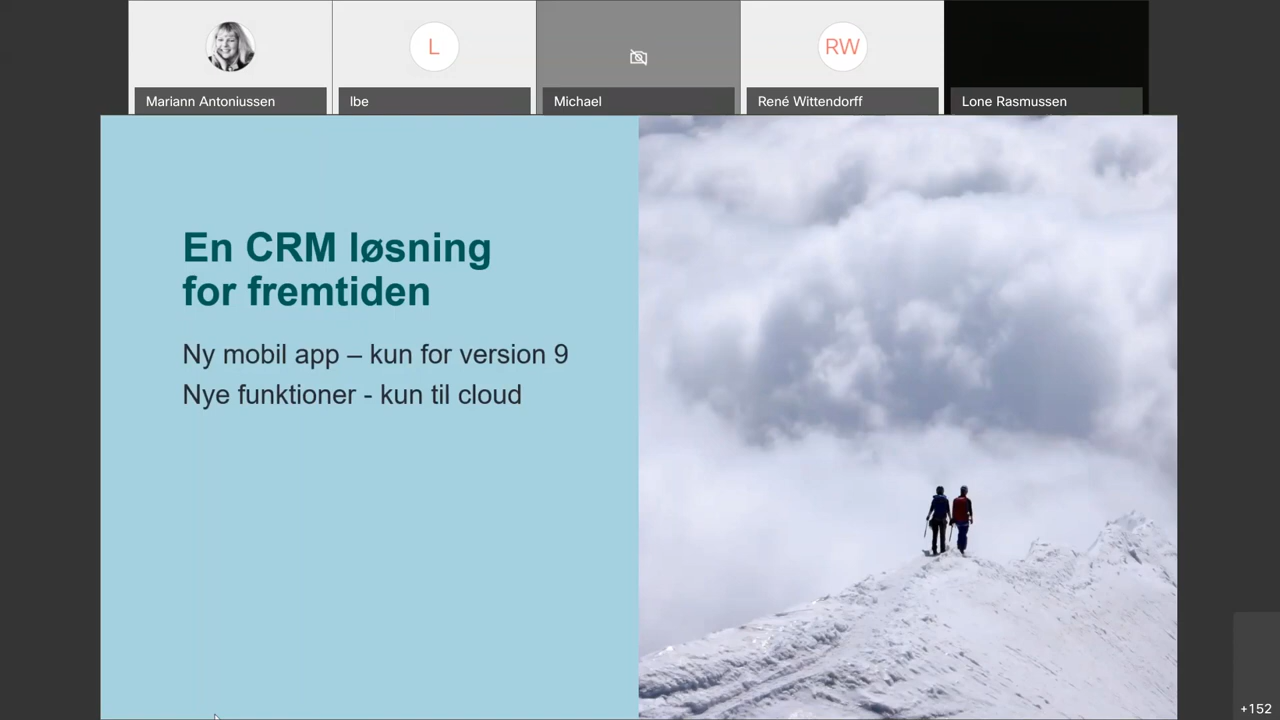 L
RW
Mariann Antoniussen
Ibe
Michael
René Wittendorff
Lone Rasmussen
En CRM løsning
for fremtiden
Ny mobil app – kun for version 9
Nye funktioner - kun til cloud
+152